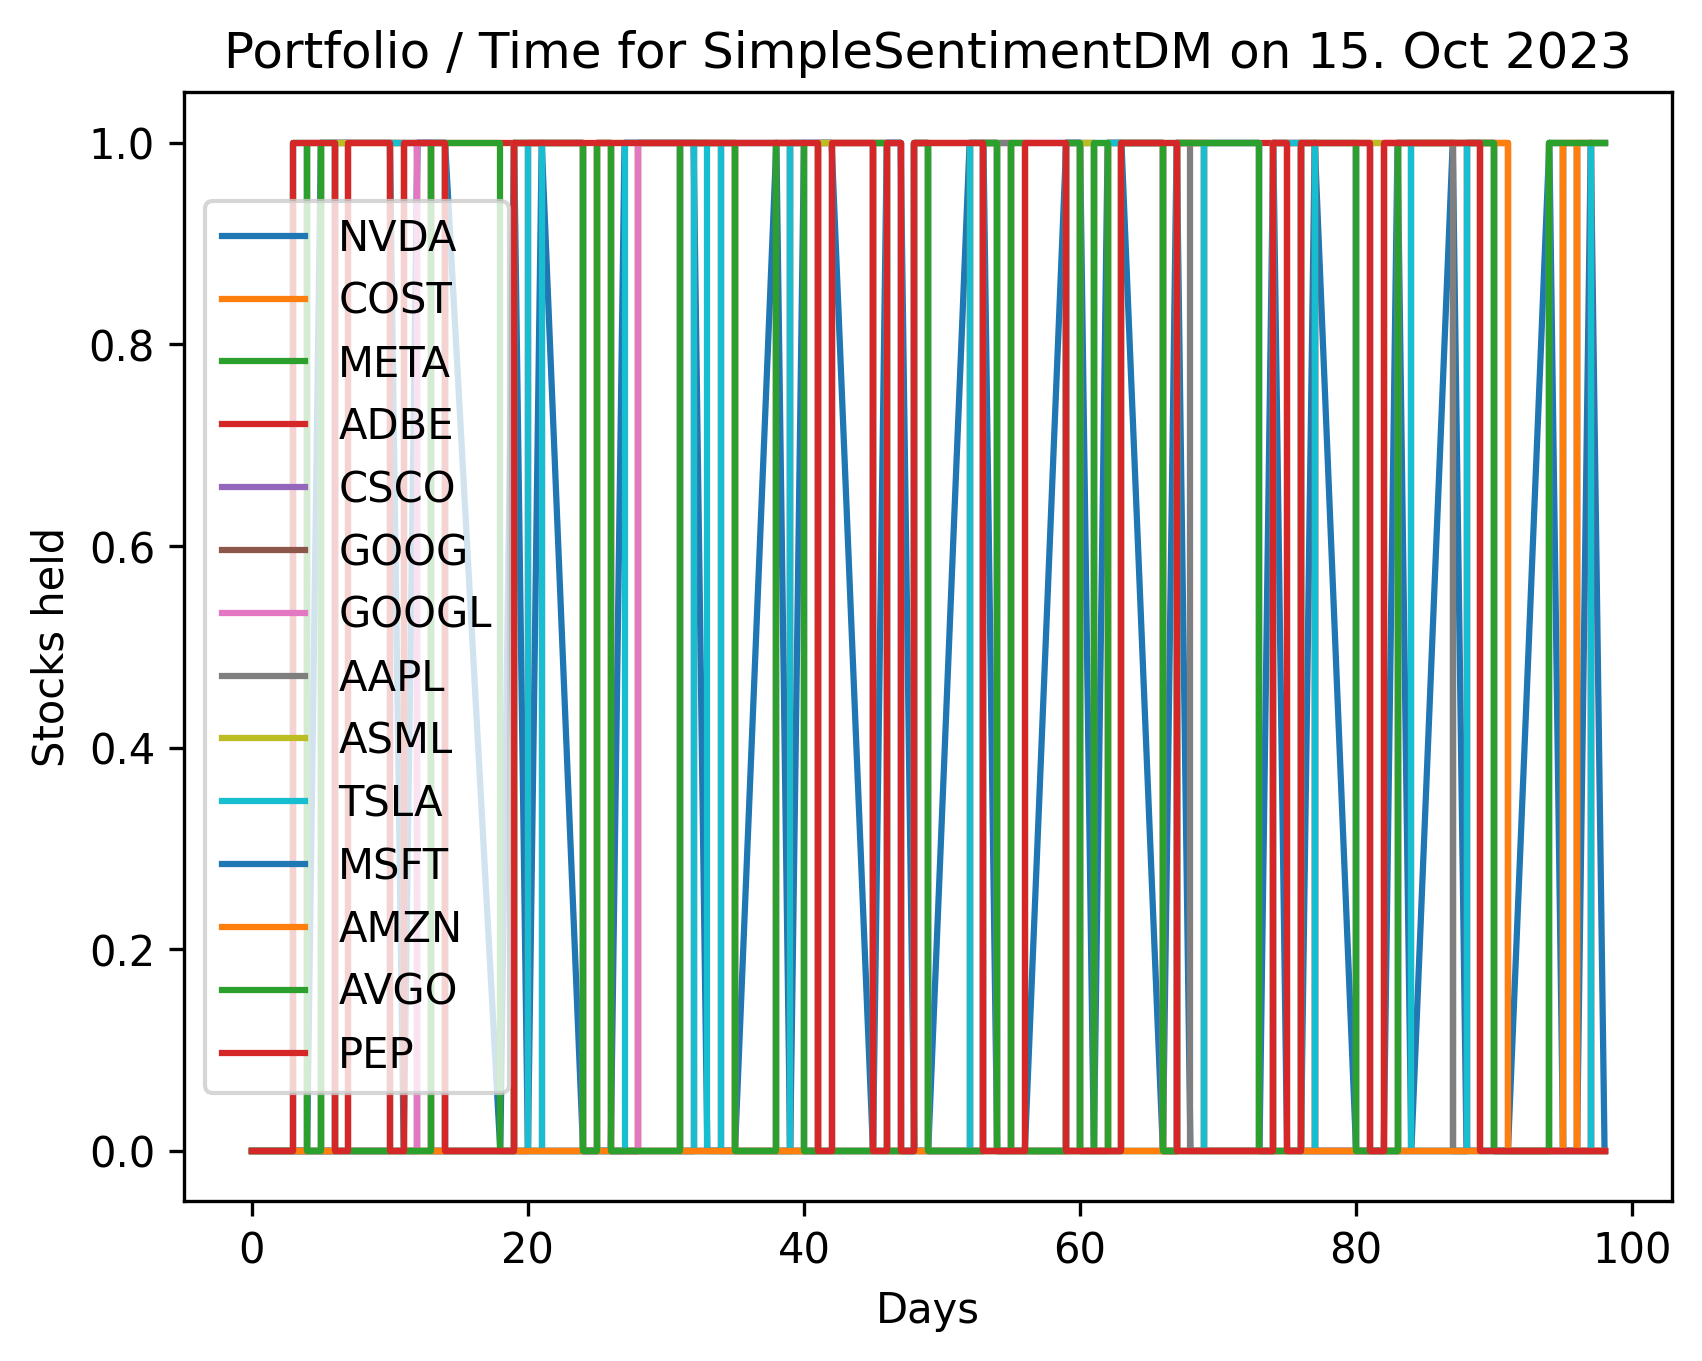 Portfolio / Time for SimpleSentimentDM on 15. Oct 2023
Stocks held
1.0
0.8
0.6
0.4
0.2
0.0
NVDA
COST
META
ADBE
CSCO
GOOG
GOOGL
AAPL
ASML
TSLA
MSFT
AMZN
AVGO
PEP
0 20 40 60 80 100
Days